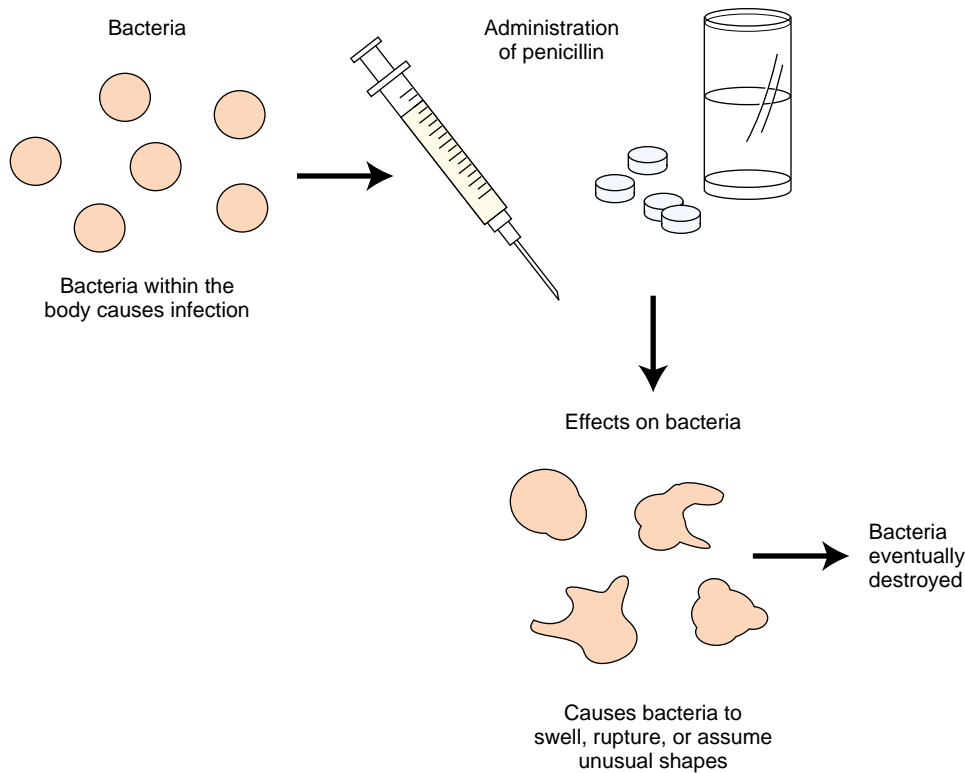 Bacteria
Bacteria within the
body causes infection
Administration
of penicillin
Effects on bacteria
Causes bacteria to
swell, rupture, or assume
unusual shapes
Bacteria
eventually
destroyed